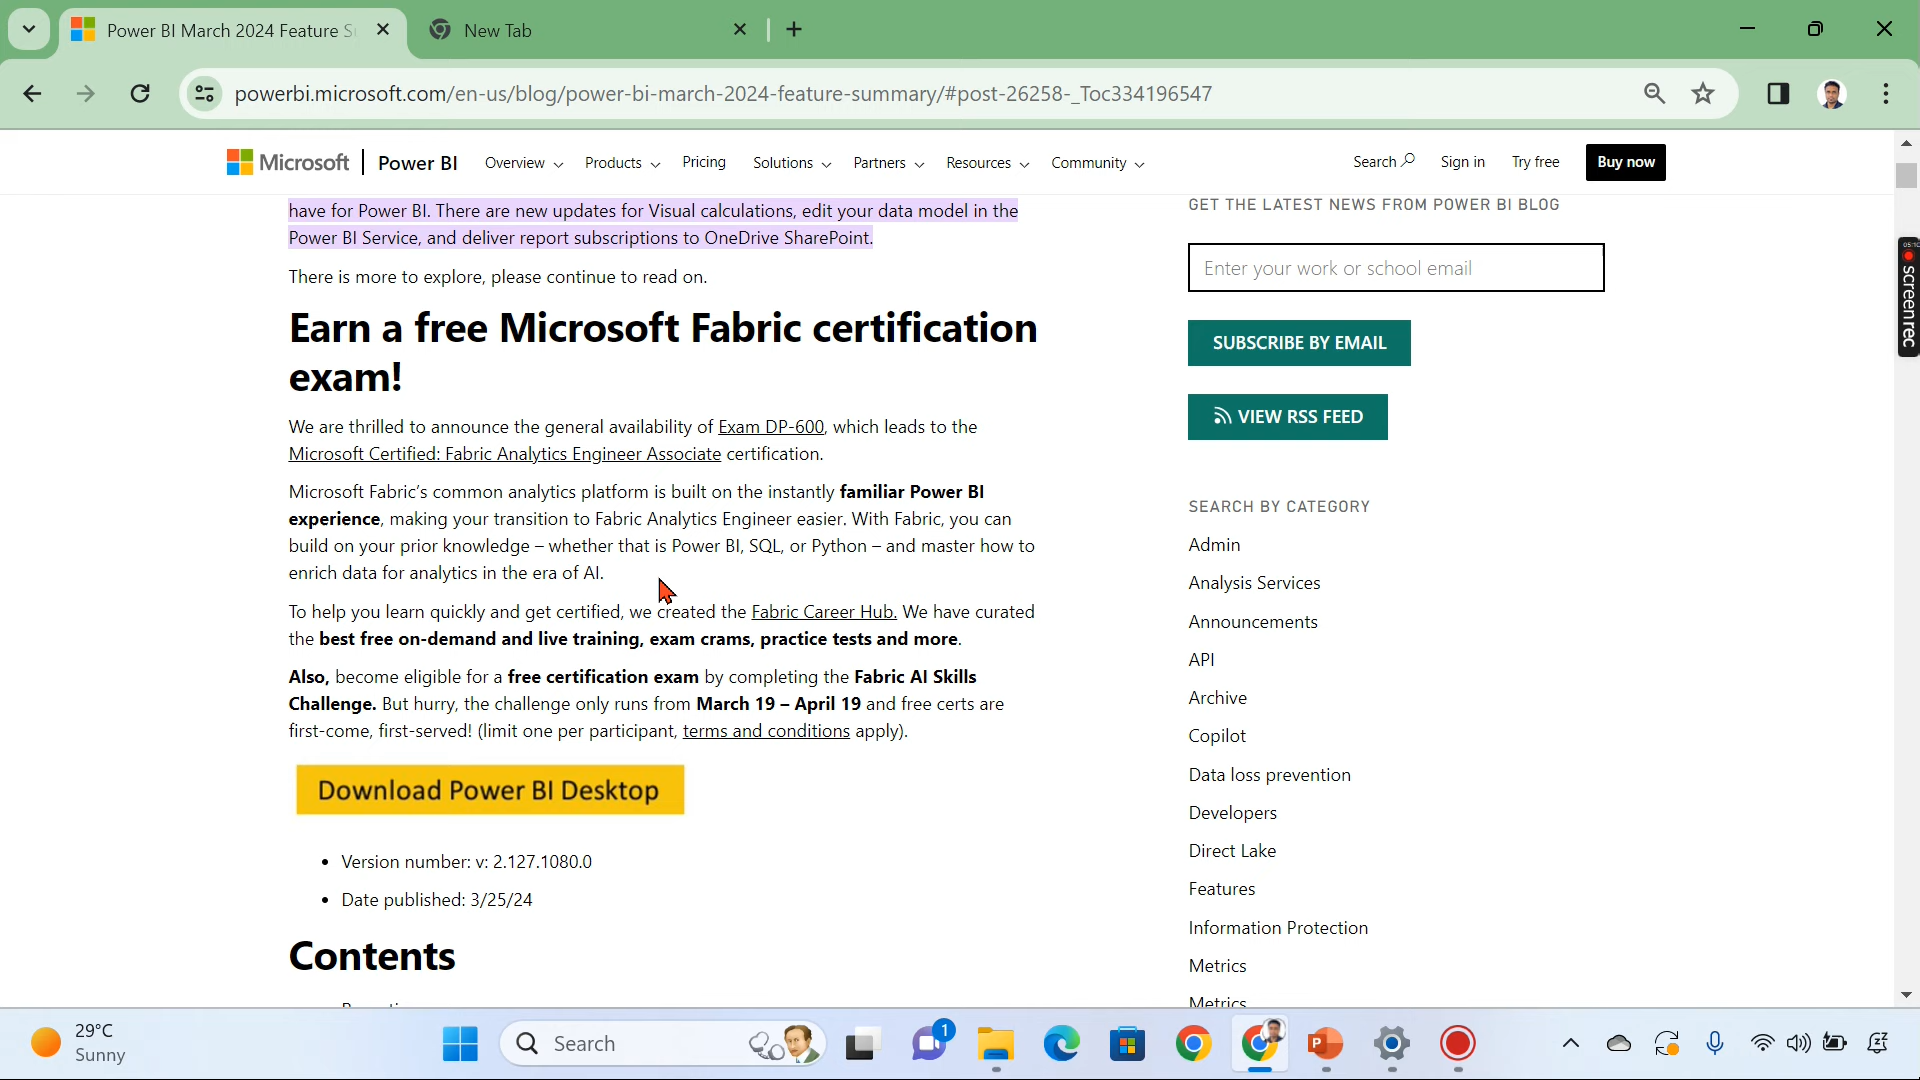 Power BI March 2024 Feature S
New Tab
powerbi.microsoft.com/en-us/blog/power-bi-march-2024-feature-summary/#post-26258-_Toc334196547
Microsoft
Power BI
Overview
Products
Pricing
Solutions
Partners
Resources
Community
Search
Sign in
Try free
Buy now
have for Power BI. There are new updates for Visual calculations, edit your data model in the
Power BI Service, and deliver report subscriptions to OneDrive SharePoint.
There is more to explore, please continue to read on.
Earn a free Microsoft Fabric certification
exam!
We are thrilled to announce the general availability of Exam DP-600, which leads to the
Microsoft Certified: Fabric Analytics Engineer Associate certification.
Microsoft Fabric’s common analytics platform is built on the instantly familiar Power BI
experience, making your transition to Fabric Analytics Engineer easier. With Fabric, you can
build on your prior knowledge – whether that is Power BI, SQL, or Python – and master how to
enrich data for analytics in the era of AI.
To help you learn quickly and get certified, we created the Fabric Career Hub. We have curated
the best free on-demand and live training, exam crams, practice tests and more.
Also, become eligible for a free certification exam by completing the Fabric AI Skills
Challenge. But hurry, the challenge only runs from March 19 – April 19 and free certs are
first-come, first-served! (limit one per participant, terms and conditions apply).
Download Power BI Desktop
• Version number: v: 2.127.1080.0
• Date published: 3/25/24
Contents
GET THE LATEST NEWS FROM POWER BI BLOG
Enter your work or school email
SUBSCRIBE BY EMAIL
VIEW RSS FEED
SEARCH BY CATEGORY
Admin
Analysis Services
Announcements
API
Archive
Copilot
Data loss prevention
Developers
Direct Lake
Features
Information Protection
Metrics
Metrics
screenrec
29°C
Sunny
Search
1